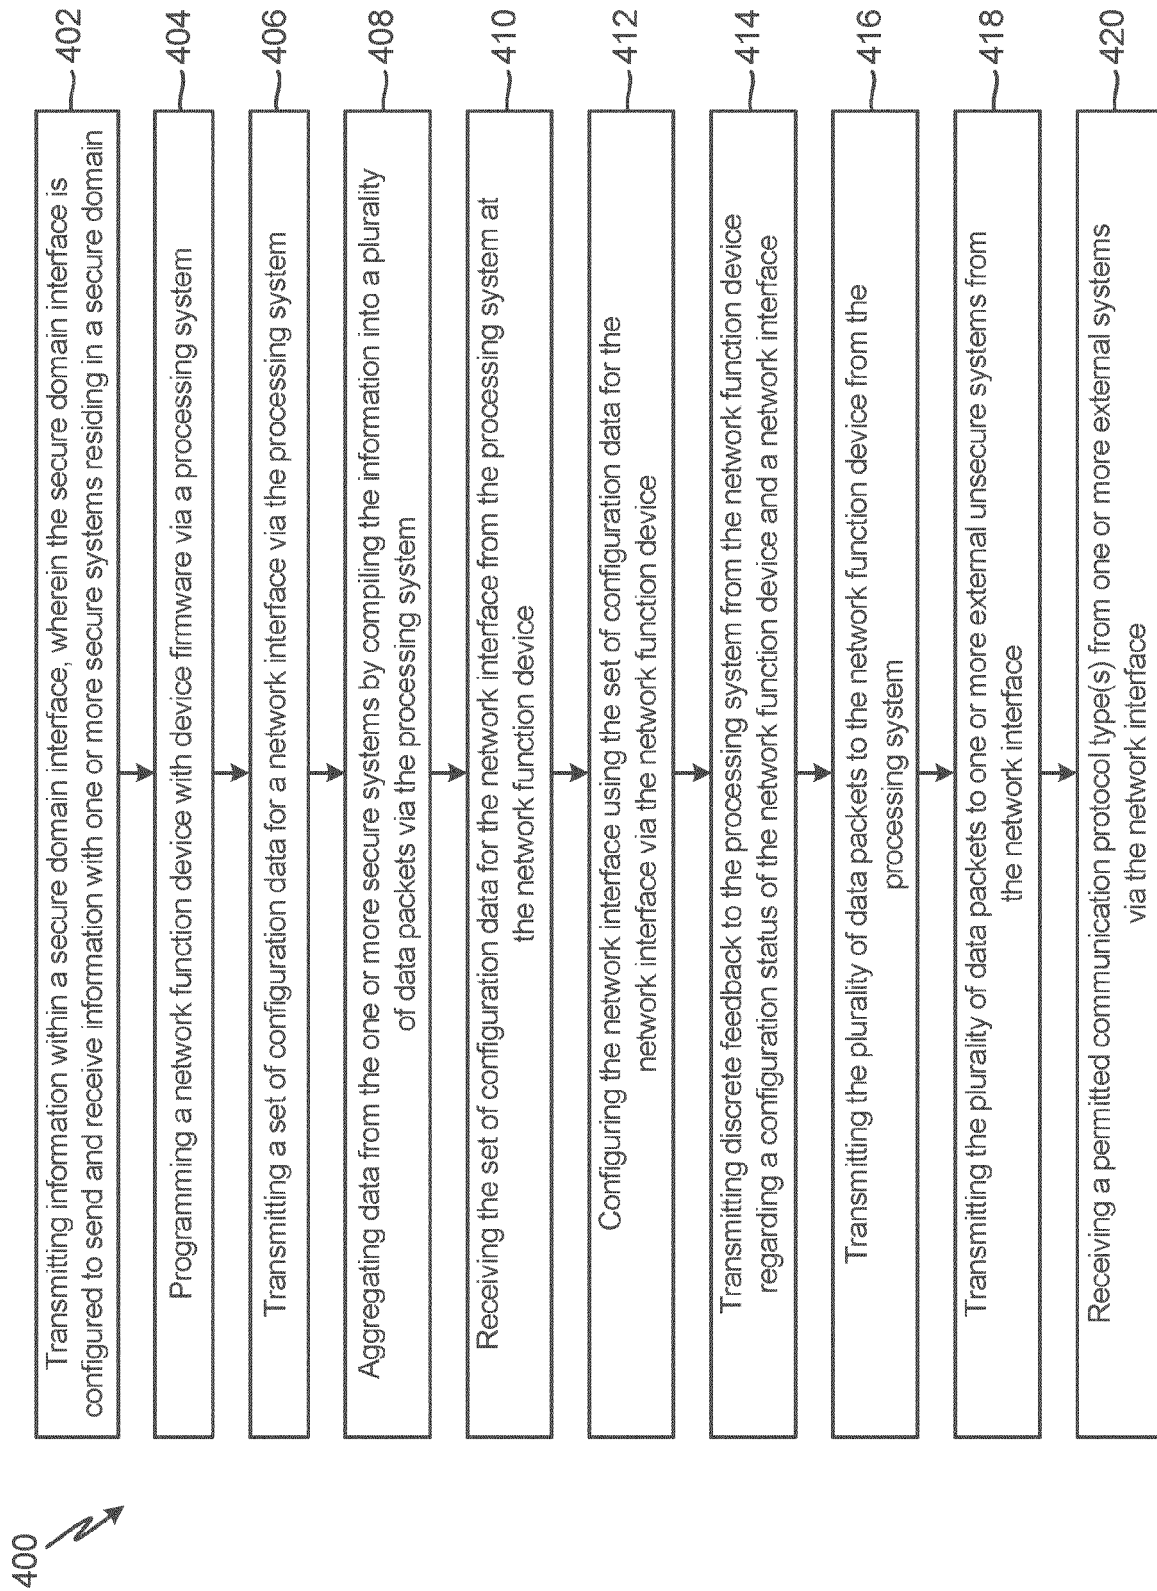 400
Transmitting information within a secure domain interface, wherein the secure domain interface is
configured to send and receive information with one or more secure systems residing in a secure domain
402
Programming a network function device with device firmware via a processing system
404
Transmitting a set of configuration data for a network interface via the processing system
406
Aggregating data from the one or more secure systems by compiling the information into a plurality
of data packets via the processing system
408
Receiving the set of configuration data for the network interface from the processing system at
the network function device
410
Configuring the network interface using the set of configuration data for the
network interface via the network function device
412
Transmitting discrete feedback to the processing system from the network function device
regarding a configuration status of the network function device and a network interface
414
Transmitting the plurality of data packets to the network function device from the
processing system
416
Transmitting the plurality of data packets to one or more external unsecure systems from
the network interface
418
Receiving a permitted communication protocol type(s) from one or more external systems
via the network interface
420